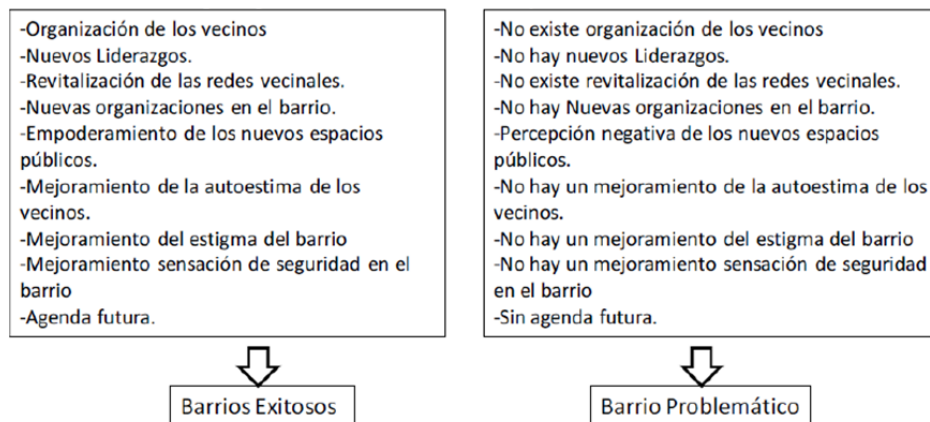 -Organización de los vecinos
-Nuevos Liderazgos.
-Revitalización de las redes vecinales.
-Nuevas organizaciones en el barrio.
-Empoderamiento de los nuevos espacios
públicos.
-Mejoramiento de la autoestima de los
vecinos.
-Mejoramiento del estigma del barrio
-Mejoramiento sensación de seguridad en el
barrio
-Agenda futura.
Barrios Exitosos
-No existe organización de los vecinos
-No hay nuevos Liderazgos.
-No existe revitalización de las redes vecinales.
-No hay Nuevas organizaciones en el barrio.
-Percepción negativa de los nuevos espacios
públicos.
-No hay un mejoramiento de la autoestima de los
vecinos.
-No hay un mejoramiento del estigma del barrio
-No hay un mejoramiento sensación de seguridad
en el barrio
-Sin agenda futura.
Barrio Problemático